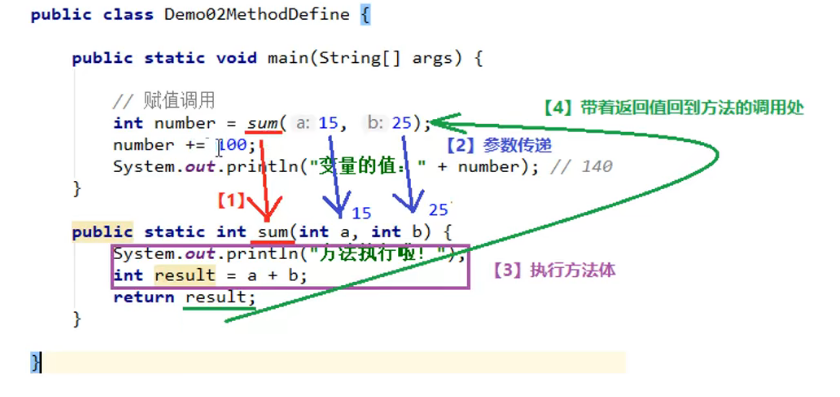 public class Demo02MethodDefine {
public static void main(String[] args) {
// 赋值调用
int number = sum( a: 15, b: 25);
【4】带着返回值回到方法的调用处
number += 100;
【2】参数传递
System.out.println("变量的值：" + number); // 140
}
【1】
15
25
public static int sum(int a, int b) {
System.out.println("方法执行啦！");
int result = a + b;
【3】执行方法体
return result;
}
}